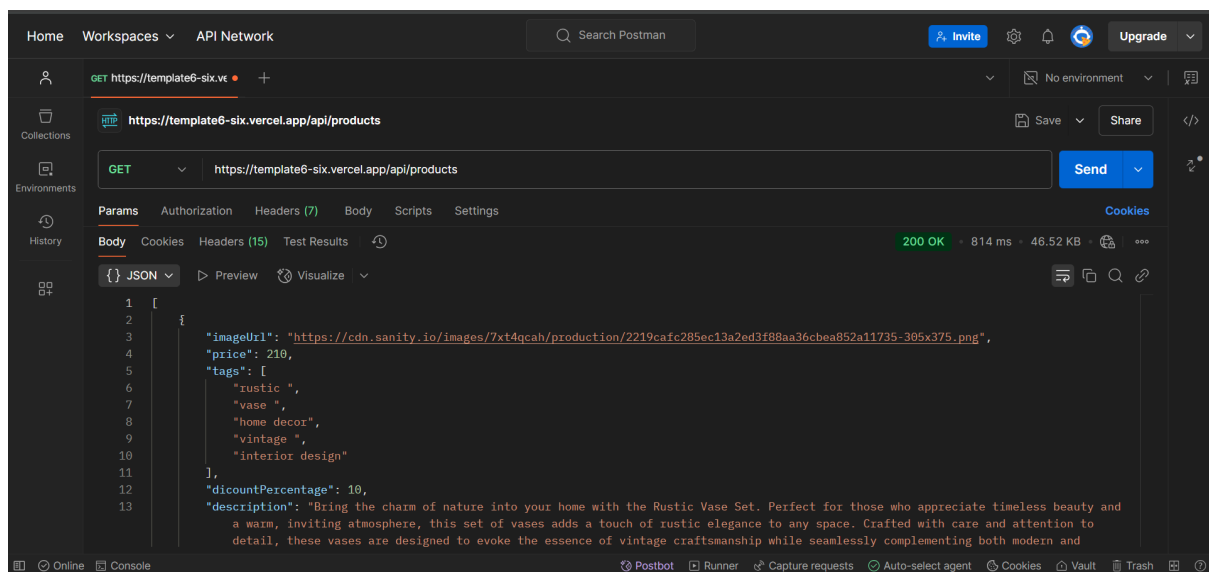 Home Workspaces API Network Search Postman Invite Upgrade
GET https://template6-six.ve No environment
Collections
HTTP https://template6-six.vercel.app/api/products Save Share
Environments
GET https://template6-six.vercel.app/api/products Send
History
Params Authorization Headers (7) Body Scripts Settings Cookies
Body Cookies Headers (15) Test Results 200 OK 814 ms 46.52 KB
{} JSON Preview Visualize
1 [
2 {
3 "imageUrl": "https://cdn.sanity.io/images/7xt4qcah/production/2219cafc285ec13a2ed3f88aa36cbea852a11735-305x375.png",
4 "price": 210,
5 "tags": [
6 "rustic ",
7 "vase ",
8 "home decor",
9 "vintage ",
10 "interior design"
11 ],
12 "dicountPercentage": 10,
13 "description": "Bring the charm of nature into your home with the Rustic Vase Set. Perfect for those who appreciate timeless beauty and
a warm, inviting atmosphere, this set of vases adds a touch of rustic elegance to any space. Crafted with care and attention to
detail, these vases are designed to evoke the essence of vintage craftsmanship while seamlessly complementing both modern and
Online Console Postbot Runner Capture requests Auto-select agent Cookies Vault Trash